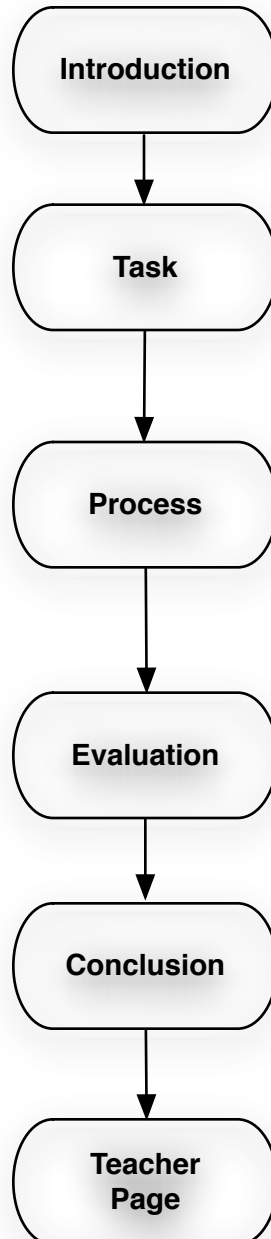 Introduction
Task
Process
Evaluation
Conclusion
Teacher
Page